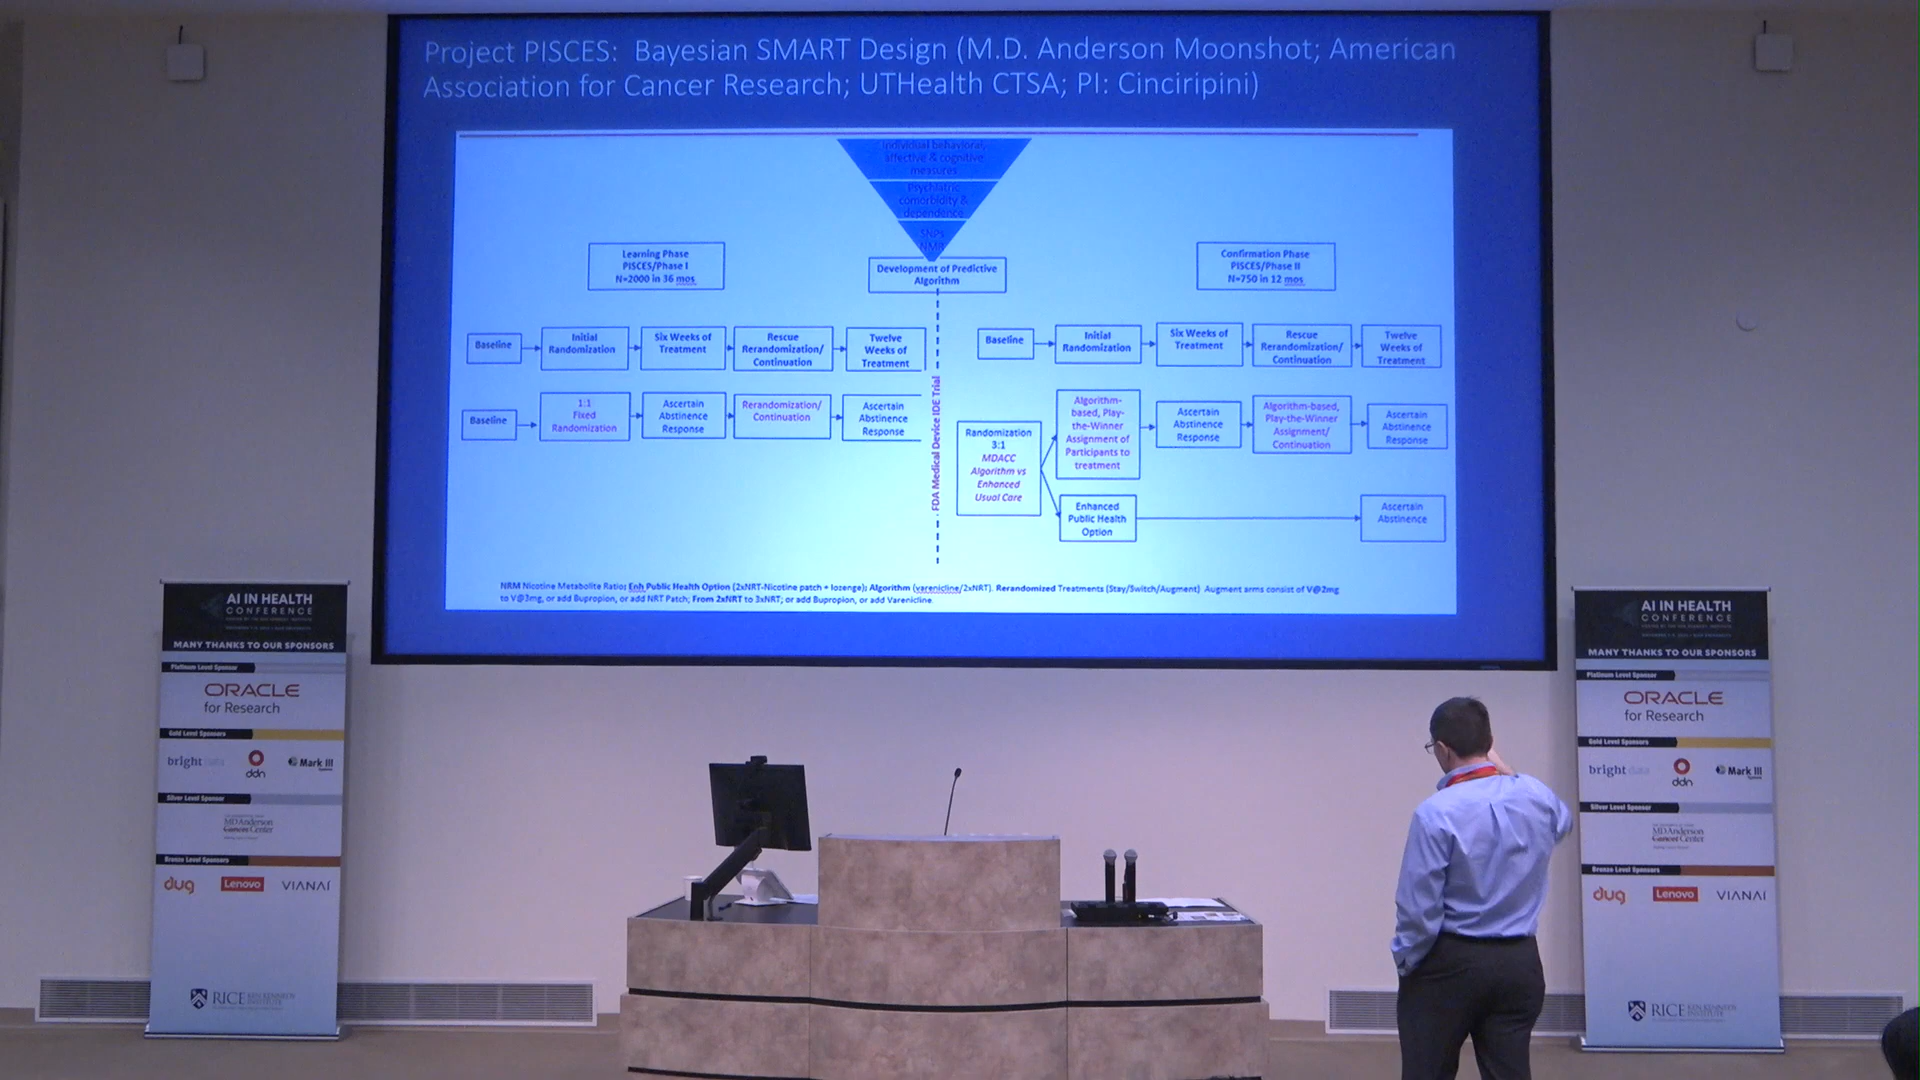 Project PISCES: Bayesian SMART Design (M.D. Anderson Moonshot; American
Association for Cancer Research; UTHealth CTSA; PI: Cinciripini)
Individual behavioral,
affective & cognitive
measures
Psychiatric
comorbidity &
dependence
SNPs
NMR
Learning Phase
PISCES/Phase I
N=2000 in 36 mos
Development of Predictive
Algorithm
Confirmation Phase
PISCES/Phase II
N=750 in 12 mos
Baseline
Initial
Randomization
Six Weeks of
Treatment
Rescue
Rerandomization/
Continuation
Twelve
Weeks of
Treatment
Baseline
Initial
Randomization
Six Weeks of
Treatment
Rescue
Rerandomization/
Continuation
Twelve
Weeks of
Treatment
Baseline
1:1
Fixed
Randomization
Ascertain
Abstinence
Response
Rerandomization/
Continuation
Ascertain
Abstinence
Response
FDA Medical Device IDE Trial
Randomization
3:1
MDACC
Algorithm vs
Enhanced
Usual Care
Algorithm-
based, Play-
the-Winner
Assignment of
Participants to
treatment
Ascertain
Abstinence
Response
Algorithm-based,
Play-the-Winner
Assignment/
Continuation
Ascertain
Abstinence
Response
Enhanced
Public Health
Option
Ascertain
Abstinence
NRM Nicotine Metabolite Ratio; Enh Public Health Option (2xNRT-Nicotine patch + lozenge); Algorithm (varenicline/2xNRT). Rerandomized Treatments (Stay/Switch/Augment) Augment arms consist of V@2mg
to V@3mg, or add Bupropion, or add NRT Patch; From 2xNRT to 3xNRT; or add Bupropion, or add Varenicline.
AI IN HEALTH
CONFERENCE
MANY THANKS TO OUR SPONSORS
Platinum Level Sponsor
ORACLE
for Research
Gold Level Sponsors
bright
ddn
Mark III
Silver Level Sponsor
MD Anderson
Cancer Center
Bronze Level Sponsors
dug
Lenovo
VIANAI
RICE KEN KENNEDY
INSTITUTE
AI IN HEALTH
CONFERENCE
MANY THANKS TO OUR SPONSORS
Platinum Level Sponsor
ORACLE
for Research
Gold Level Sponsors
bright
ddn
Mark III
Silver Level Sponsor
MD Anderson
Cancer Center
Bronze Level Sponsors
dug
Lenovo
VIANAI
RICE KEN KENNEDY
INSTITUTE